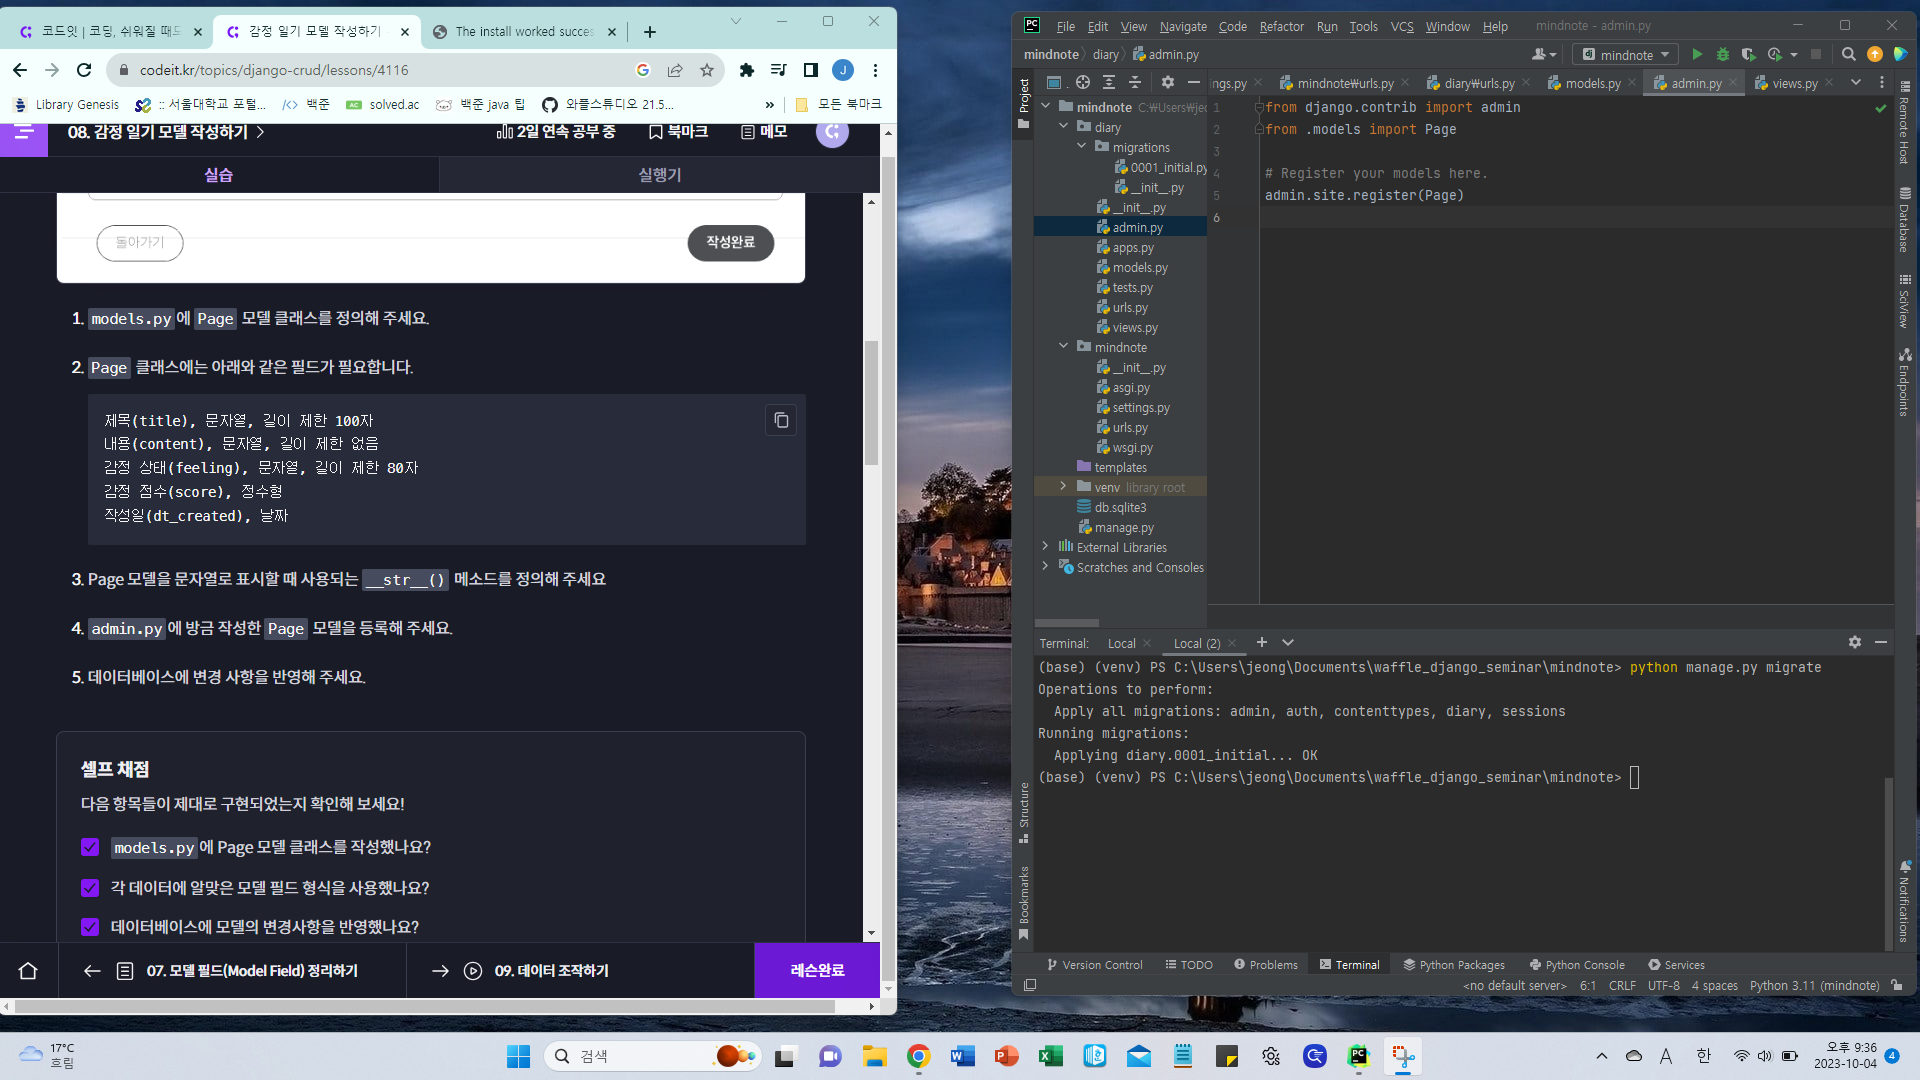 코드잇 | 코딩, 쉬워질 때도
감정 일기 모델 작성하기
The install worked succes
codeit.kr/topics/django-crud/lessons/4116
J
Library Genesis
:: 서울대학교 포털...
백준
solved.ac
백준 java 팁
와플스튜디오 21.5...
»
모든 북마크
08. 감정 일기 모델 작성하기
2일 연속 공부 중
북마크
메모
실습
실행기
돌아가기
작성완료
1. models.py에 Page 모델 클래스를 정의해 주세요.
2. Page 클래스에는 아래와 같은 필드가 필요합니다.
제목(title), 문자열, 길이 제한 100자
내용(content), 문자열, 길이 제한 없음
감정 상태(feeling), 문자열, 길이 제한 80자
감정 점수(score), 정수형
작성일(dt_created), 날짜
3. Page 모델을 문자열로 표시할 때 사용되는 __str__() 메소드를 정의해 주세요
4. admin.py에 방금 작성한 Page 모델을 등록해 주세요.
5. 데이터베이스에 변경 사항을 반영해 주세요.
셀프 채점
다음 항목들이 제대로 구현되었는지 확인해 보세요!
models.py에 Page 모델 클래스를 작성했나요?
각 데이터에 알맞은 모델 필드 형식을 사용했나요?
데이터베이스에 모델의 변경사항을 반영했나요?
07. 모델 필드(Model Field) 정리하기
09. 데이터 조작하기
레슨완료
PC
File Edit View Navigate Code Refactor Run Tools VCS Window Help
mindnote - admin.py
mindnote diary admin.py
mindnote
ngs.py
mindnote₩urls.py
diary₩urls.py
models.py
admin.py
views.py
Project
mindnote C:₩Users₩jeo
diary
migrations
0001_initial.py
__init__.py
__init__.py
admin.py
apps.py
models.py
tests.py
urls.py
views.py
mindnote
__init__.py
asgi.py
settings.py
urls.py
wsgi.py
templates
venv library root
db.sqlite3
manage.py
External Libraries
Scratches and Consoles
1 from django.contrib import admin
2 from .models import Page
3
4 # Register your models here.
5 admin.site.register(Page)
6
Remote Host
Database
SciView
Endpoints
Notifications
Structure
Bookmarks
Terminal: Local Local (2)
(base) (venv) PS C:\Users\jeong\Documents\waffle_django_seminar\mindnote> python manage.py migrate
Operations to perform:
Apply all migrations: admin, auth, contenttypes, diary, sessions
Running migrations:
Applying diary.0001_initial... OK
(base) (venv) PS C:\Users\jeong\Documents\waffle_django_seminar\mindnote>
Version Control TODO Problems Terminal Python Packages Python Console Services
<no default server> 6:1 CRLF UTF-8 4 spaces Python 3.11 (mindnote)
17°C
흐림
검색
A
한
오후 9:36
2023-10-04
4